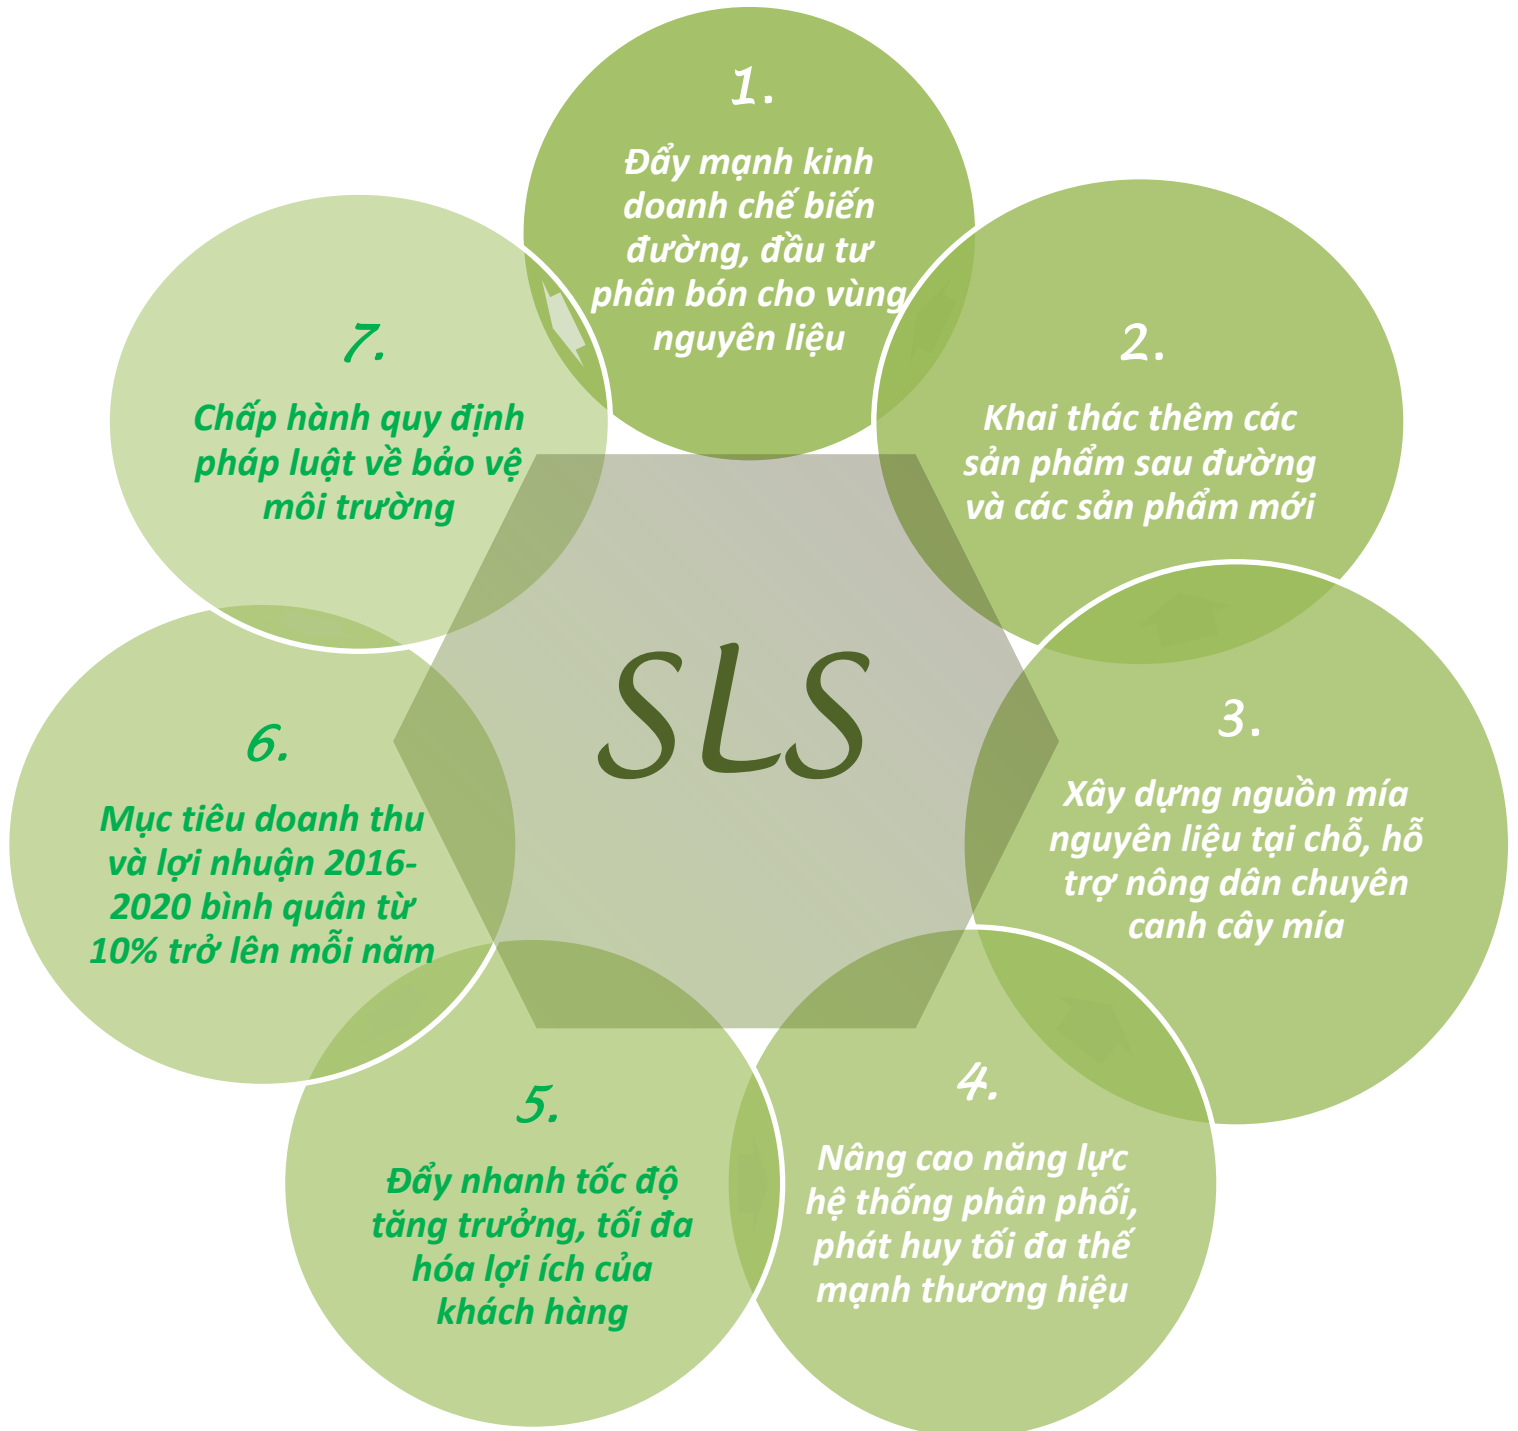 1.
Đẩy mạnh kinh
doanh chế biến
đường, đầu tư
phân bón cho vùng
nguyên liệu
2.
Khai thác thêm các
sản phẩm sau đường
và các sản phẩm mới
3.
Xây dựng nguồn mía
nguyên liệu tại chỗ, hỗ
trợ nông dân chuyên
canh cây mía
4.
Nâng cao năng lực
hệ thống phân phối,
phát huy tối đa thế
mạnh thương hiệu
5.
Đẩy nhanh tốc độ
tăng trưởng, tối đa
hóa lợi ích của
khách hàng
6.
Mục tiêu doanh thu
và lợi nhuận 2016-
2020 bình quân từ
10% trở lên mỗi năm
7.
Chấp hành quy định
pháp luật về bảo vệ
môi trường
SLS